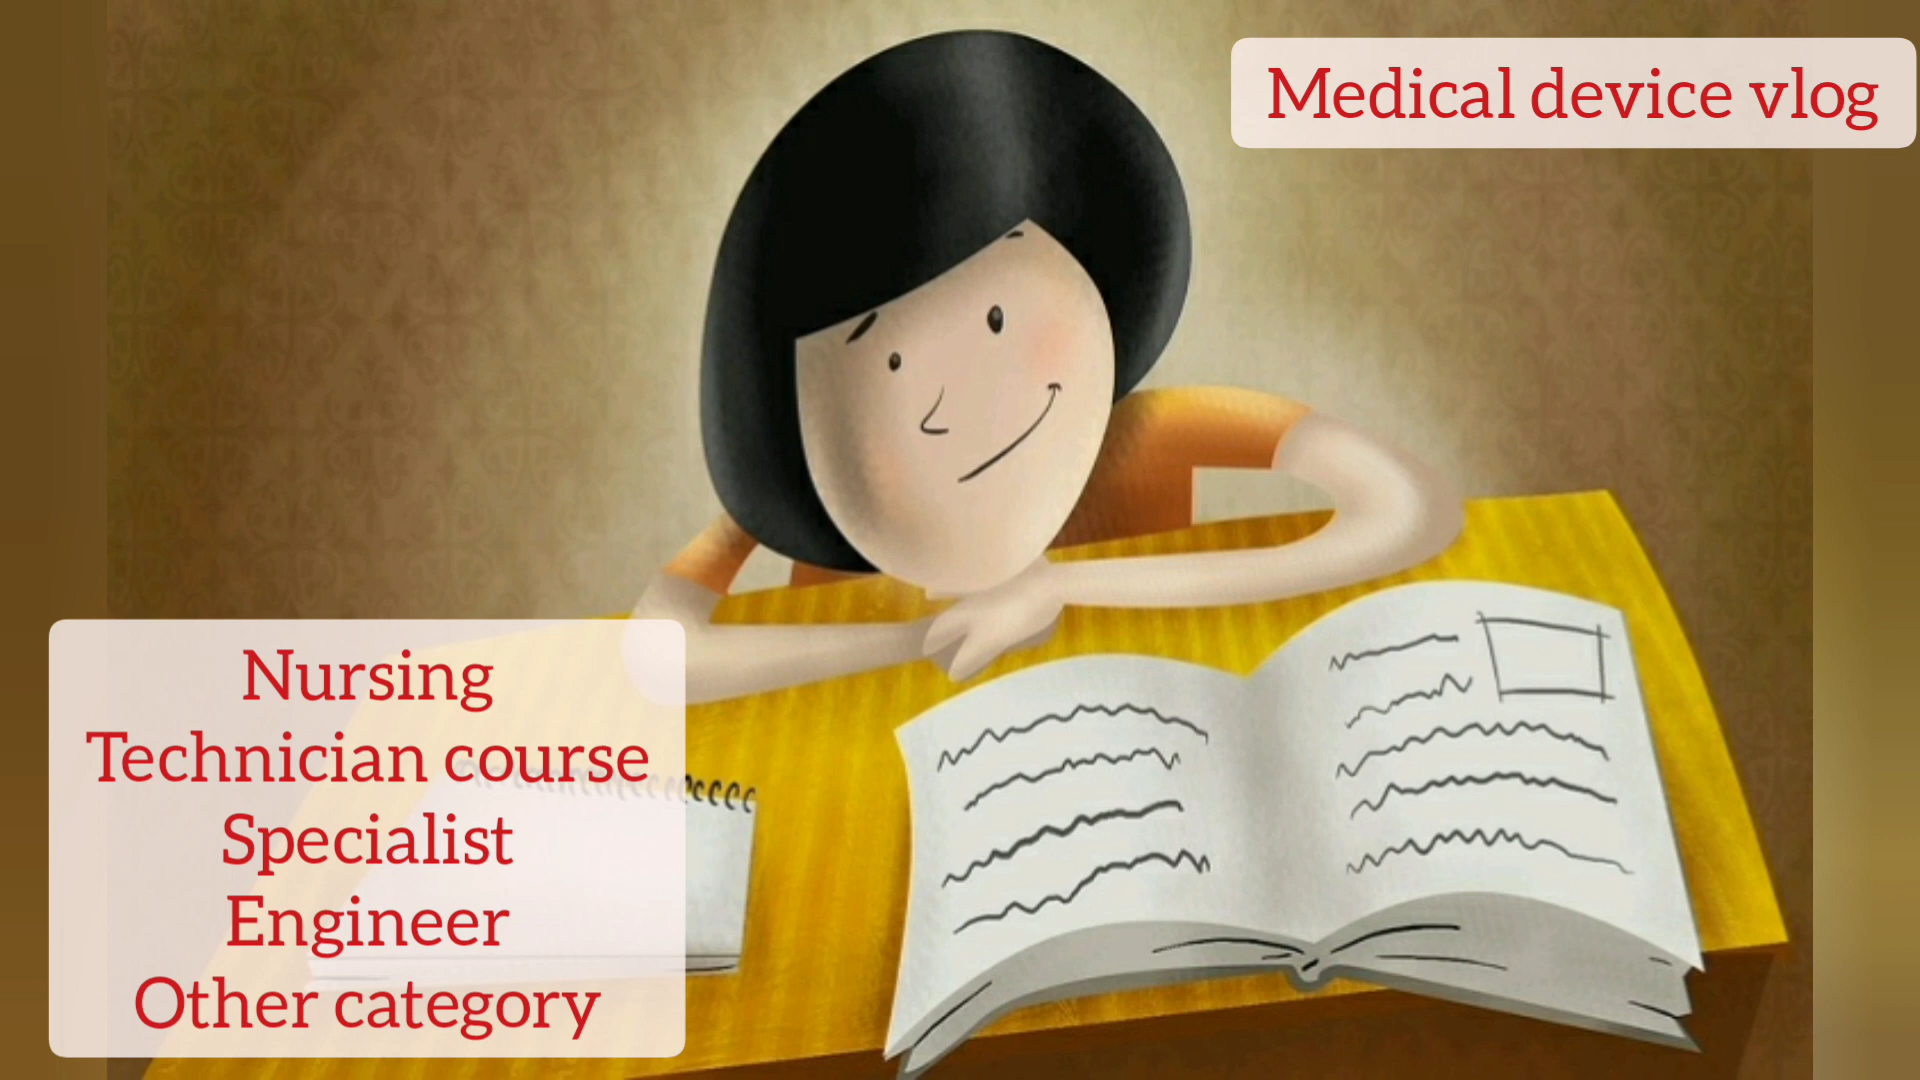 Medical device vlog
Nursing
Technician course
Specialist
Engineer
Other category